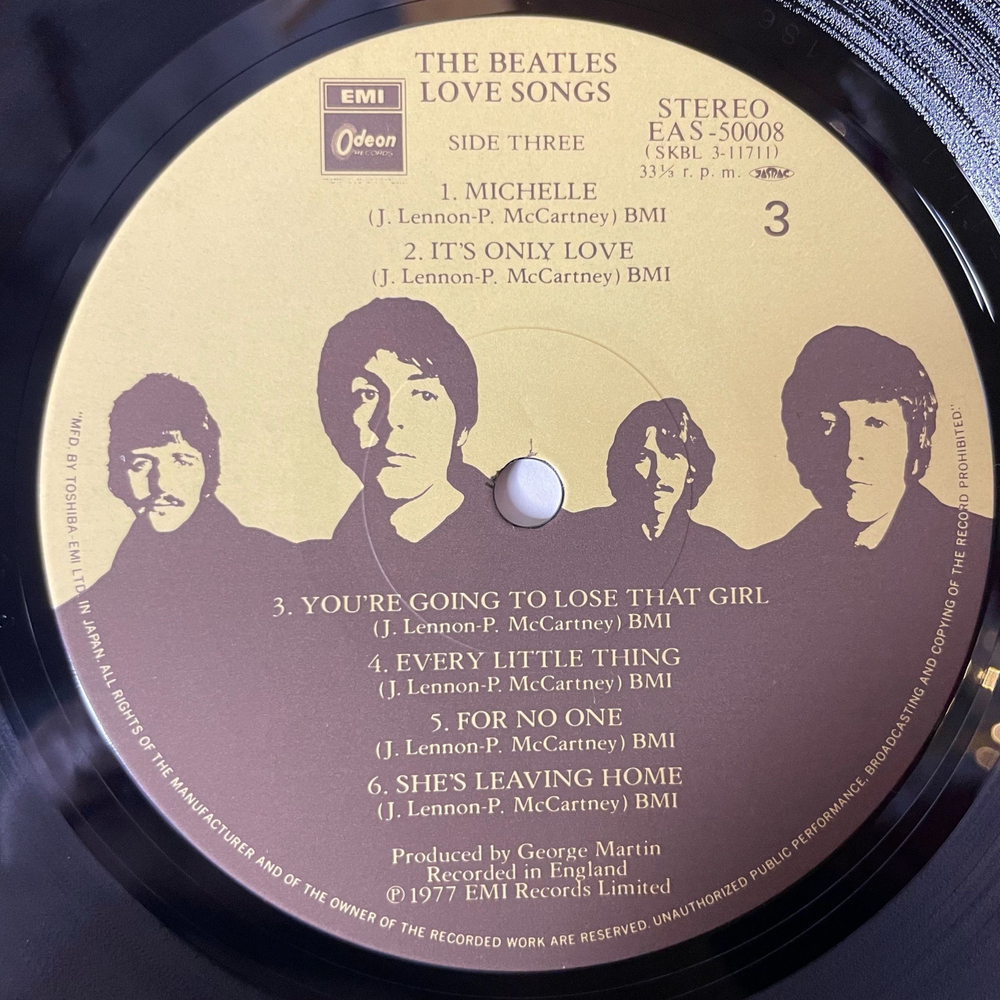 THE BEATLES
LOVE SONGS
EMI
Odeon
RECORDS
SIDE THREE
STEREO
EAS-50008
(SKBL 3-11711)
33⅓ r. p. m. JASRAC
3
1. MICHELLE
(J. Lennon-P. McCartney) BMI
2. IT'S ONLY LOVE
(J. Lennon-P. McCartney) BMI
3. YOU'RE GOING TO LOSE THAT GIRL
(J. Lennon-P. McCartney) BMI
4. EVERY LITTLE THING
(J. Lennon-P. McCartney) BMI
5. FOR NO ONE
(J. Lennon-P. McCartney) BMI
6. SHE'S LEAVING HOME
(J. Lennon-P. McCartney) BMI
Produced by George Martin
Recorded in England
℗ 1977 EMI Records Limited
"MFD. BY TOSHIBA-EMI LTD. IN JAPAN. ALL RIGHTS OF THE MANUFACTURER AND OF THE OWNER OF THE RECORDED WORK ARE RESERVED. UNAUTHORIZED PUBLIC PERFORMANCE, BROADCASTING AND COPYING OF THE RECORD PROHIBITED."